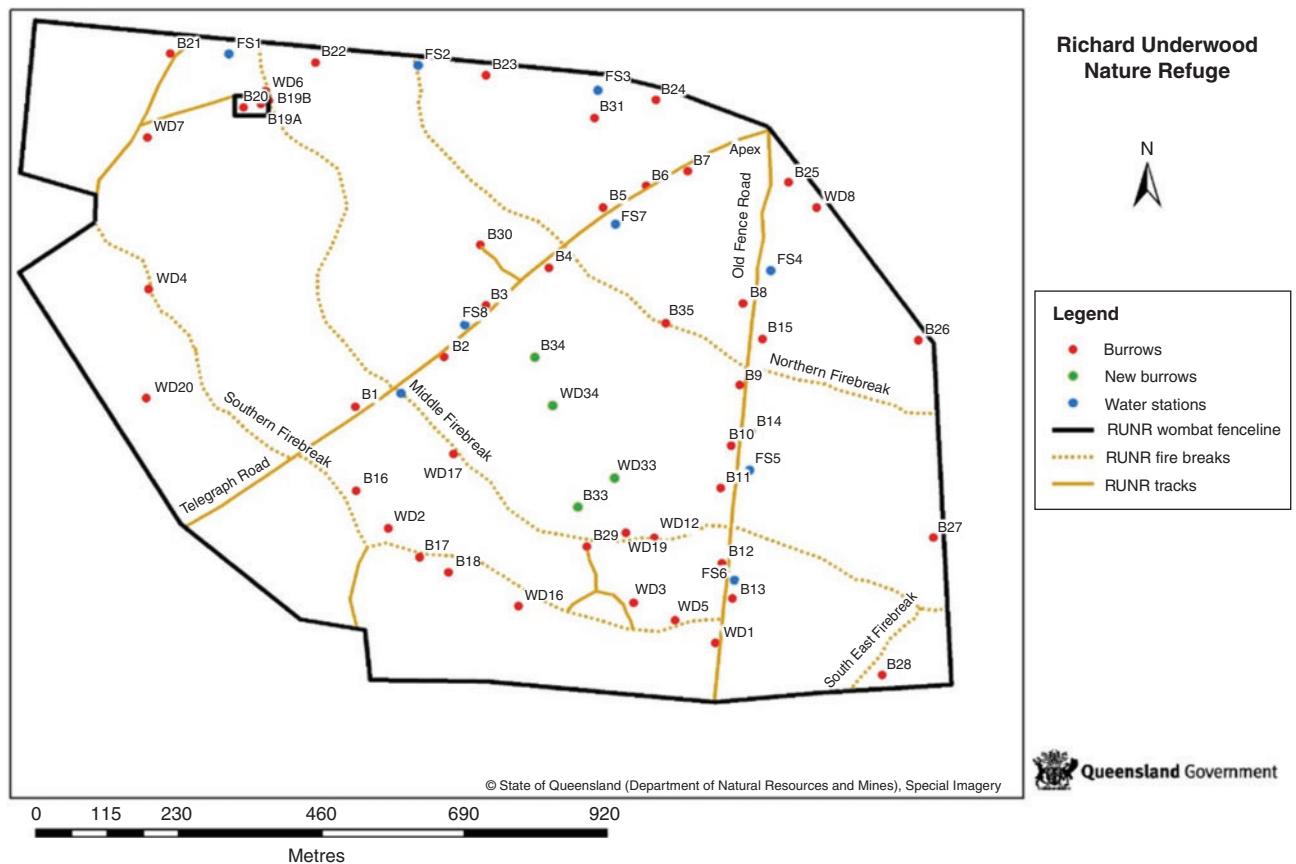 Richard Underwood
Nature Refuge
N
B21
FS1
B22
FS2
B23
FS3
B24
WD6
B20
B19B
B19A
B31
WD7
Apex
B7
B6
B25
B5
WD8
FS7
Old Fence Road
B30
B4
FS4
WD4
B3
B8
FS8
B35
B15
B26
B2
B34
Northern Firebreak
B9
WD20
B1
Middle Firebreak
WD34
Southern Firebreak
B14
B10
WD17
FS5
Telegraph Road
WD33
B16
B11
B33
WD2
WD12
B29
WD19
B27
B17
B12
B18
FS6
WD16
WD3
B13
WD5
South East Firebreak
WD1
B28
Legend
Burrows
New burrows
Water stations
RUNR wombat fenceline
RUNR fire breaks
RUNR tracks
© State of Queensland (Department of Natural Resources and Mines), Special Imagery
Queensland Government
0 115 230 460 690 920
Metres